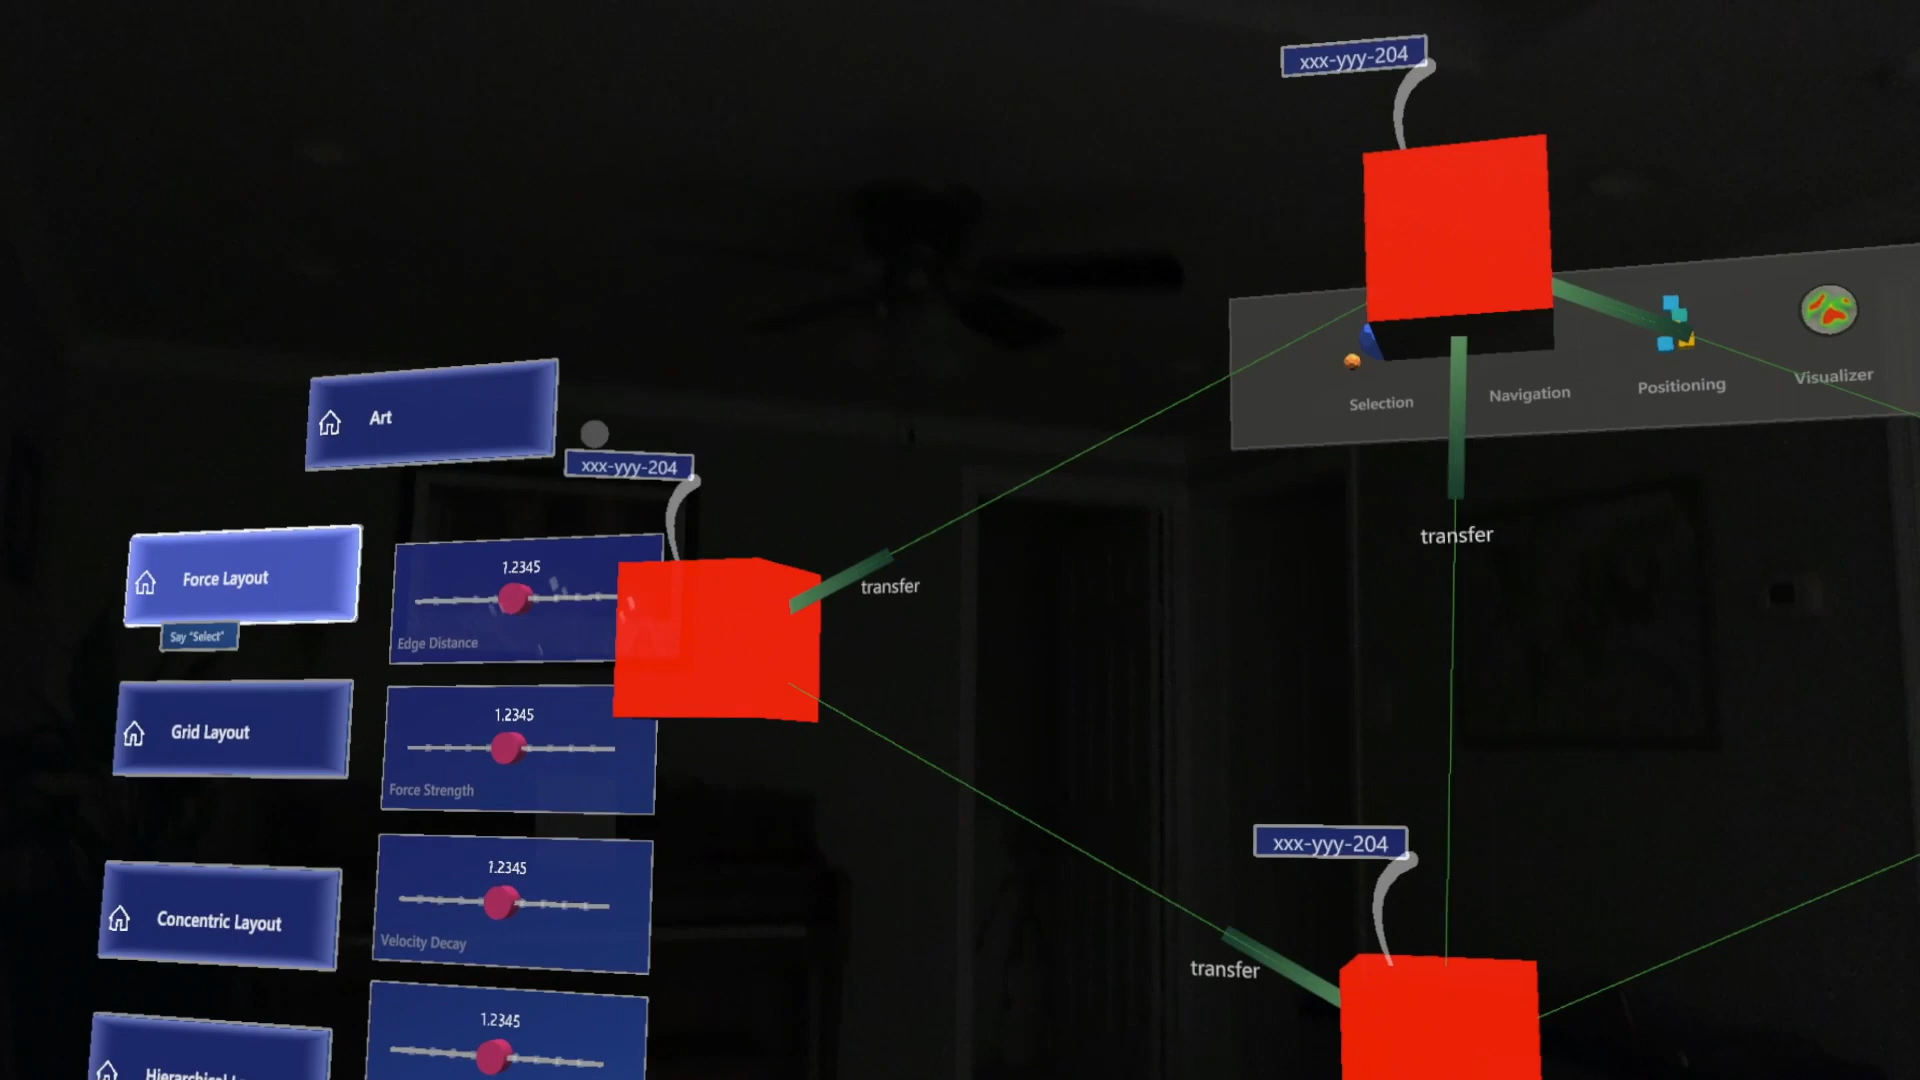 xxx-yyy-204
Selection
Navigation
Positioning
Visualizer
Art
xxx-yyy-204
transfer
transfer
Force Layout
Say "Select"
1.2345
Edge Distance
Grid Layout
1.2345
Force Strength
Concentric Layout
1.2345
Velocity Decay
xxx-yyy-204
transfer
Hierarchical
1.2345